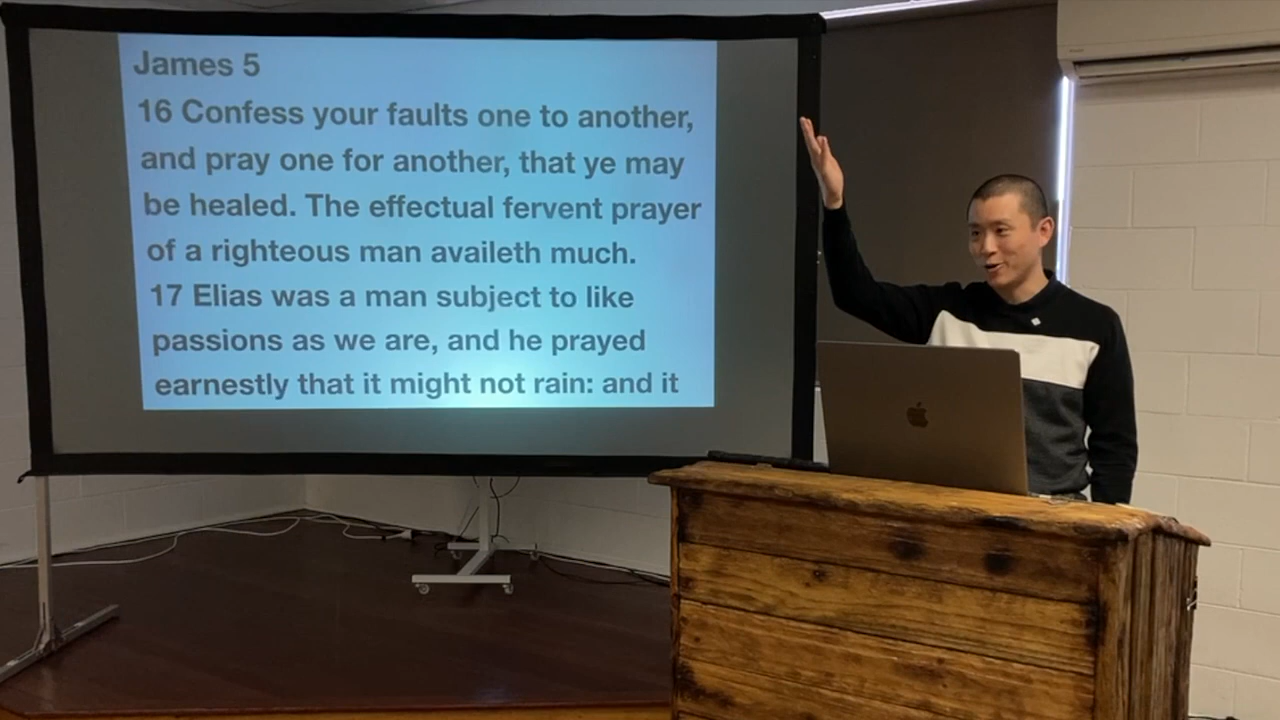 James 5
16 Confess your faults one to another,
and pray one for another, that ye may
be healed. The effectual fervent prayer
of a righteous man availeth much.
17 Elias was a man subject to like
passions as we are, and he prayed
earnestly that it might not rain: and it